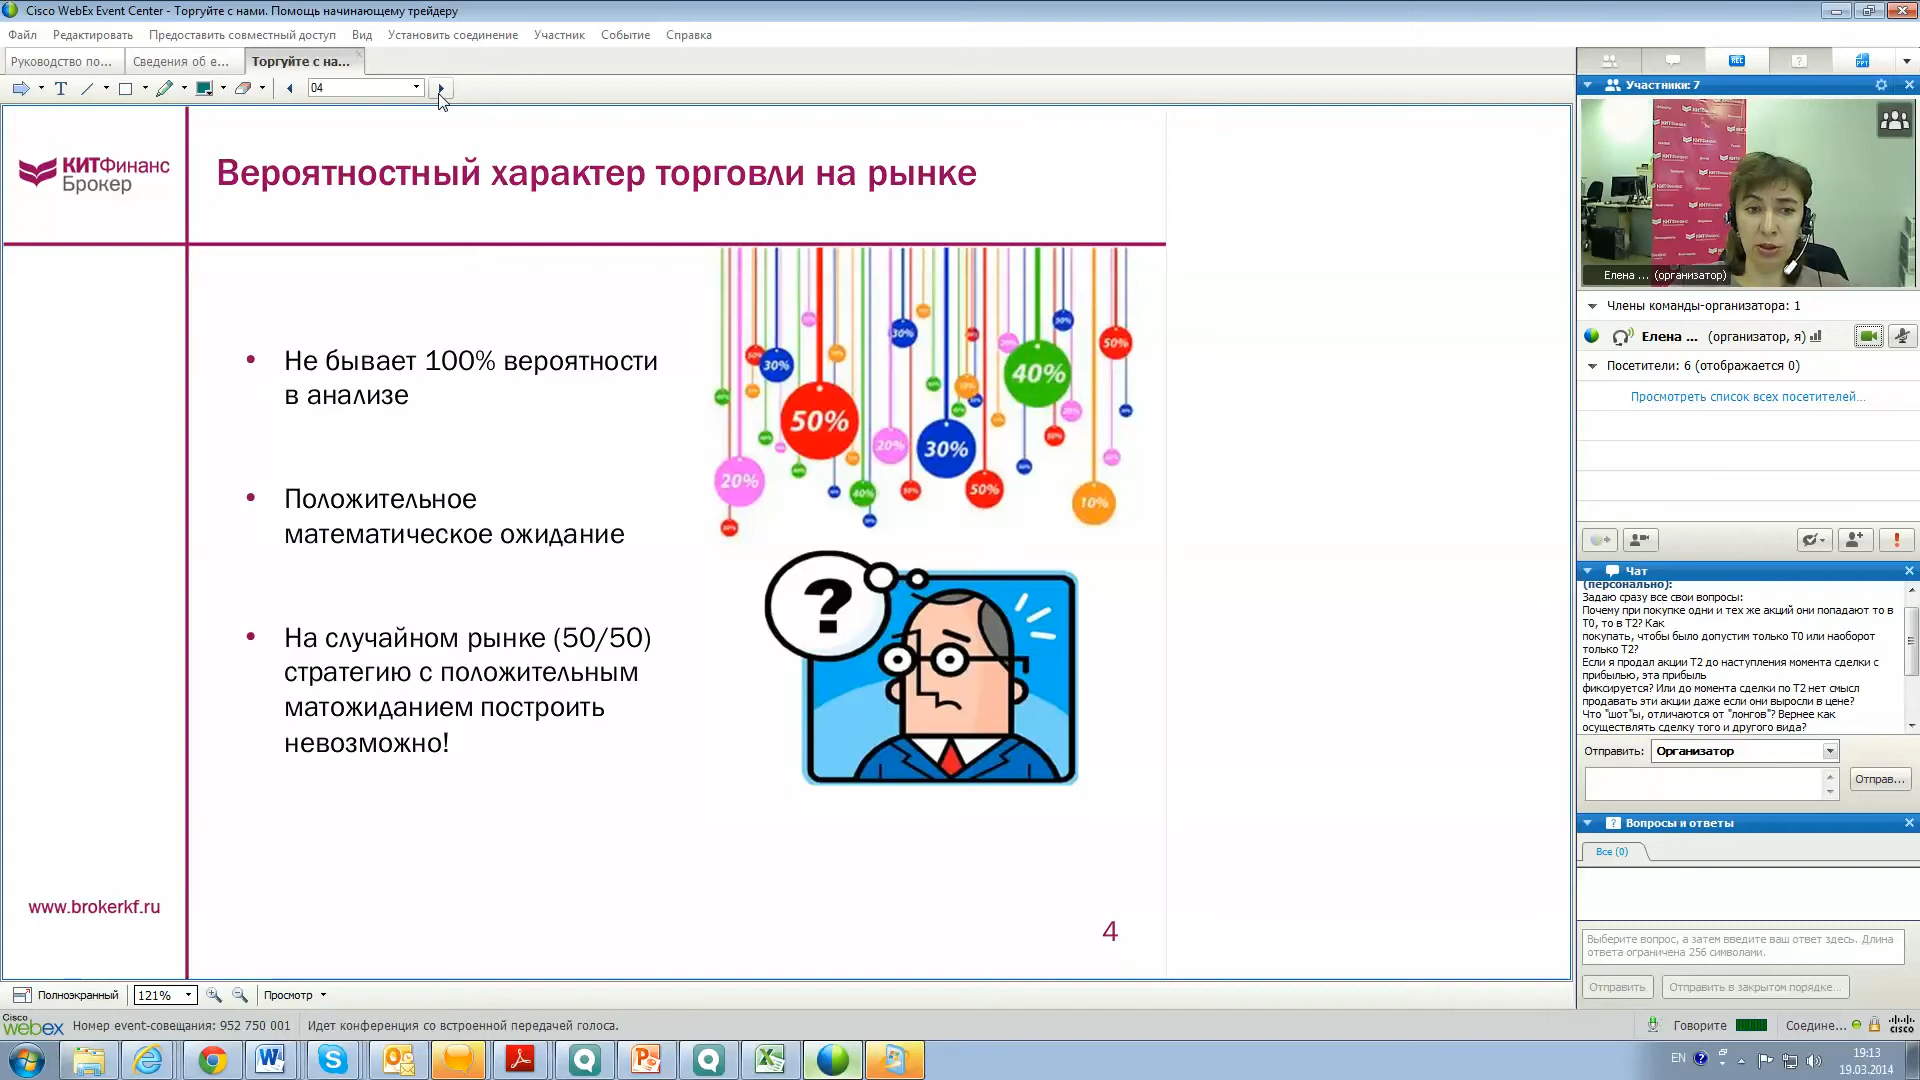 Cisco WebEx Event Center - Торгуйте с нами. Помощь начинающему трейдеру
Файл Редактировать Предоставить совместный доступ Вид Установить соединение Участник Событие Справка
Руководство по... Сведения об е... Торгуйте с на...
04
КИТФинанс
Брокер
Вероятностный характер торговли на рынке
• Не бывает 100% вероятности
в анализе
• Положительное
математическое ожидание
• На случайном рынке (50/50)
стратегию с положительным
матожиданием построить
невозможно!
30%
50%
40%
50%
30%
20%
30%
20%
40%
50%
10%
?
www.brokerkf.ru
4
Полноэкранный 121% Просмотр
Cisco
webex
Номер event-совещания: 952 750 001 Идет конференция со встроенной передачей голоса.
REC
PPT
Участники: 7
КИТФинанс
Елена ... (организатор)
Члены команды-организатора: 1
Елена ... (организатор, я)
Посетители: 6 (отображается 0)
Просмотреть список всех посетителей...
Чат
(персонально):
Задаю сразу все свои вопросы:
Почему при покупке одни и тех же акций они попадают то в
Т0, то в Т2? Как
покупать, чтобы было допустим только Т0 или наоборот
только Т2?
Если я продал акции Т2 до наступления момента сделки с
прибылью, эта прибыль
фиксируется? Или до момента сделки по Т2 нет смысл
продавать эти акции даже если они выросли в цене?
Что "шот"ы, отличаются от "лонгов"? Вернее как
осуществлять сделку того и другого вида?
Отправить: Организатор
Отправ...
Вопросы и ответы
Все (0)
Выберите вопрос, а затем введите ваш ответ здесь. Длина
ответа ограничена 256 символами.
Отправить Отправить в закрытом порядке...
Говорите Соедине...
cisco
EN
19:13
19.03.2014